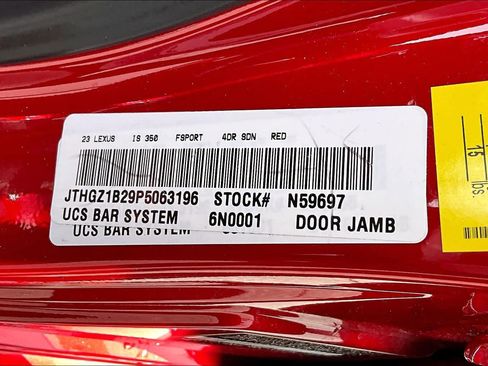 23 LEXUS IS 350 FSPORT 4DR SDN RED
JTHGZ1B29P5063196 STOCK# N59697
UCS BAR SYSTEM 6N0001 DOOR JAMB
UCS BAR SYSTEM
15
lbs.